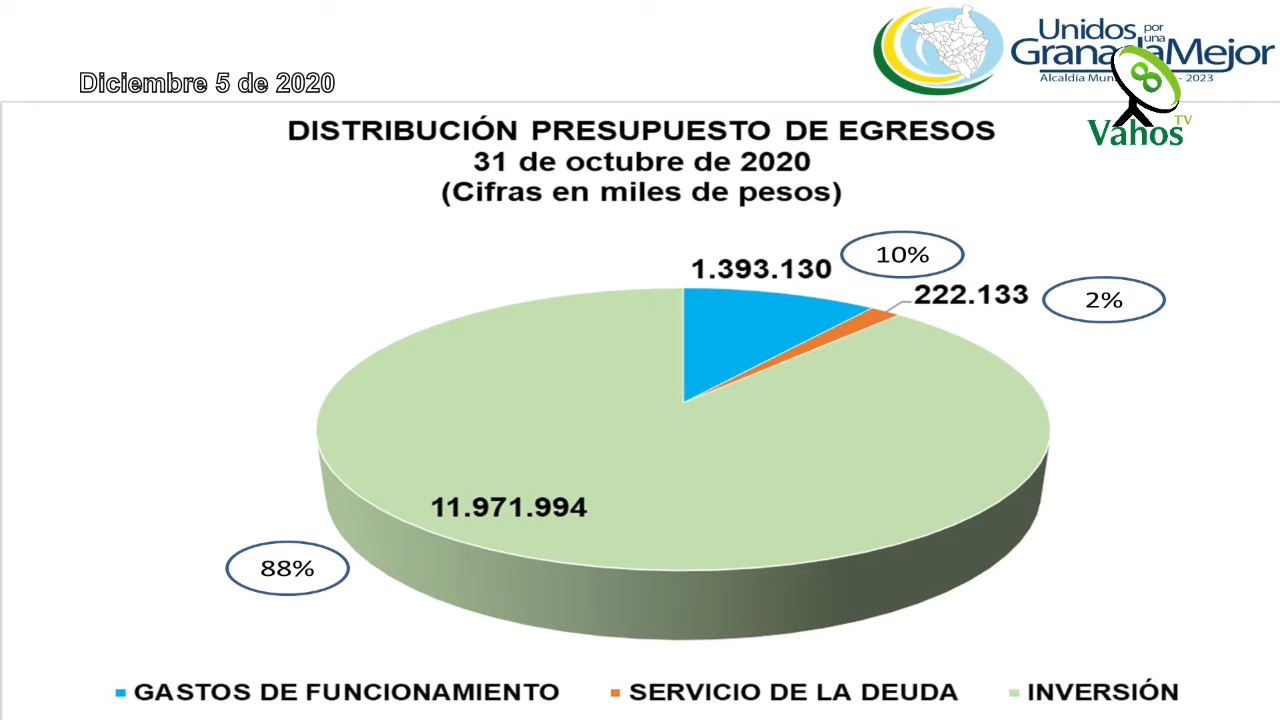 Diciembre 5 de 2020
Unidos por una
Mejor
Alcaldía
2023
8
Vahos TV
DISTRIBUCIÓN PRESUPUESTO DE EGRESOS
31 de octubre de 2020
(Cifras en miles de pesos)
1.393.130
10%
222.133
2%
11.971.994
88%
GASTOS DE FUNCIONAMIENTO
SERVICIO DE LA DEUDA
INVERSIÓN